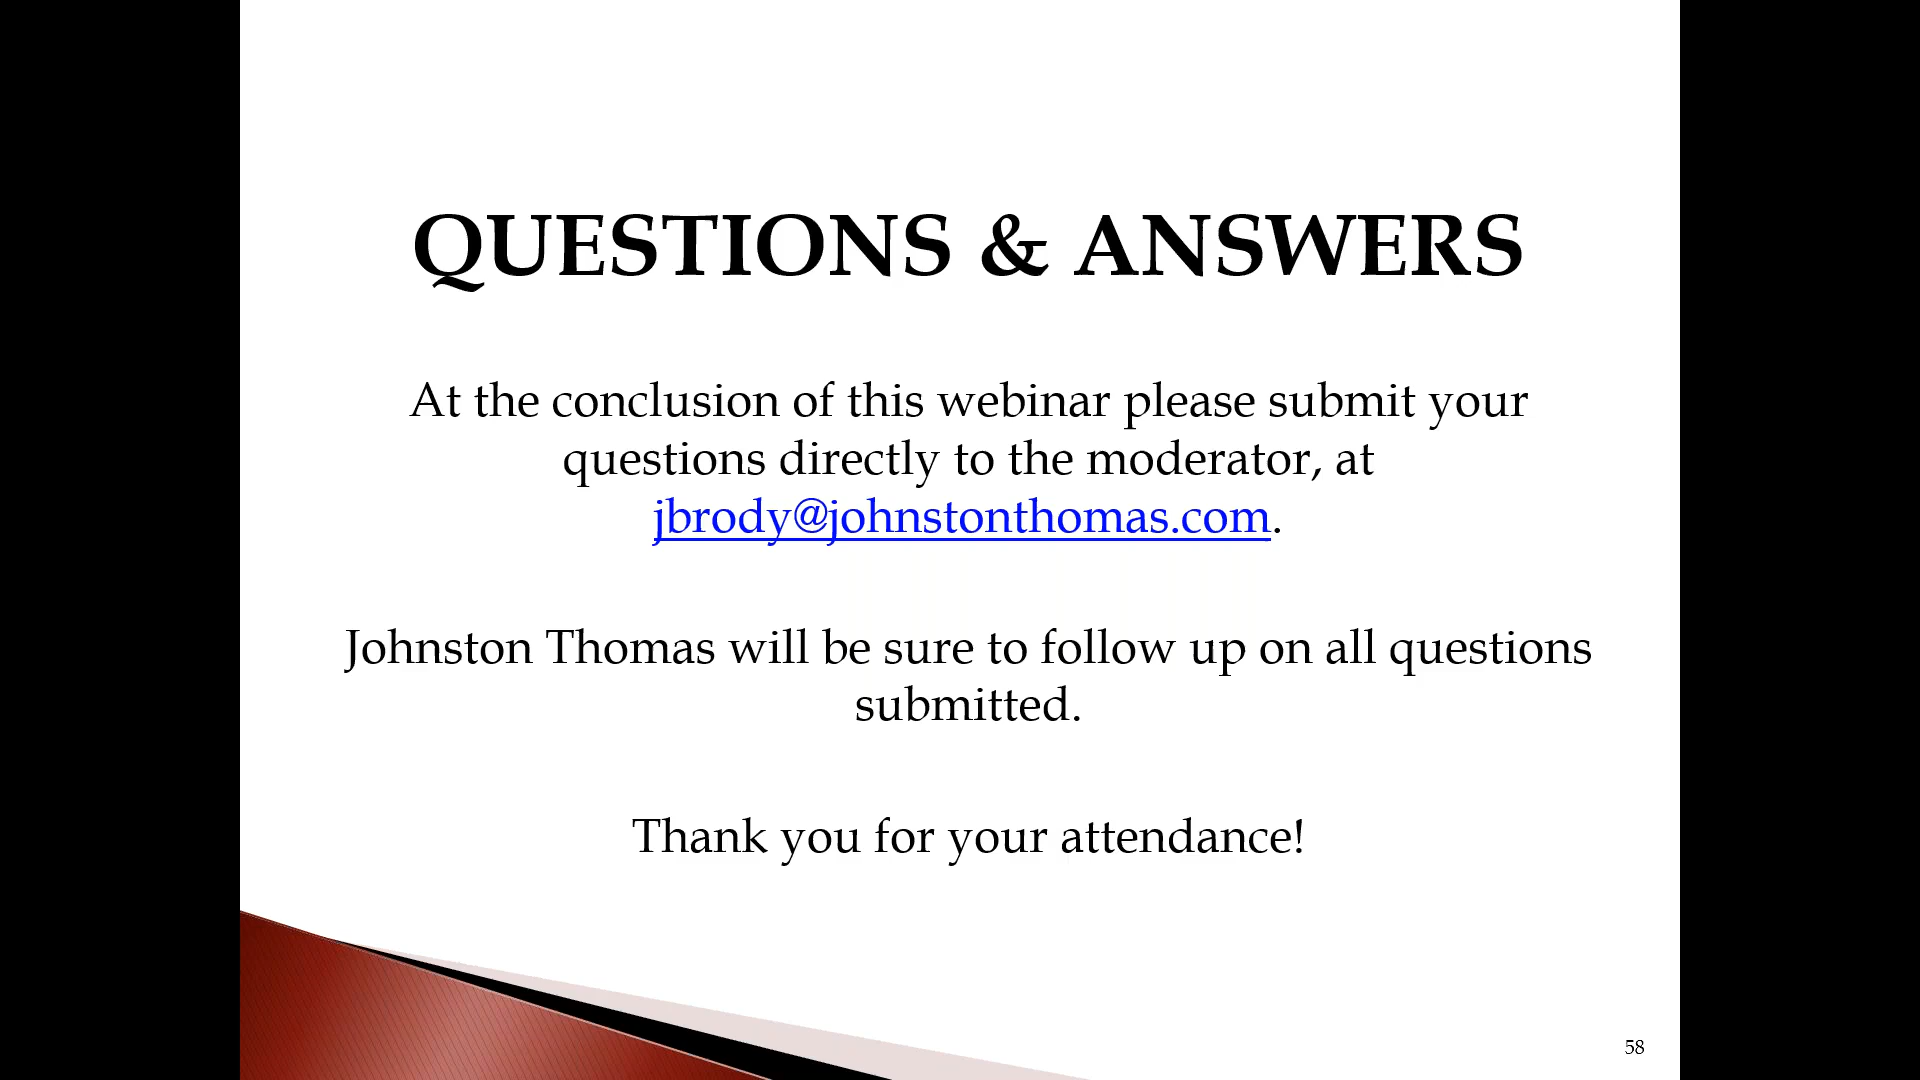 QUESTIONS & ANSWERS
At the conclusion of this webinar please submit your
questions directly to the moderator, at
jbrody@johnstonthomas.com.
Johnston Thomas will be sure to follow up on all questions
submitted.
Thank you for your attendance!
58